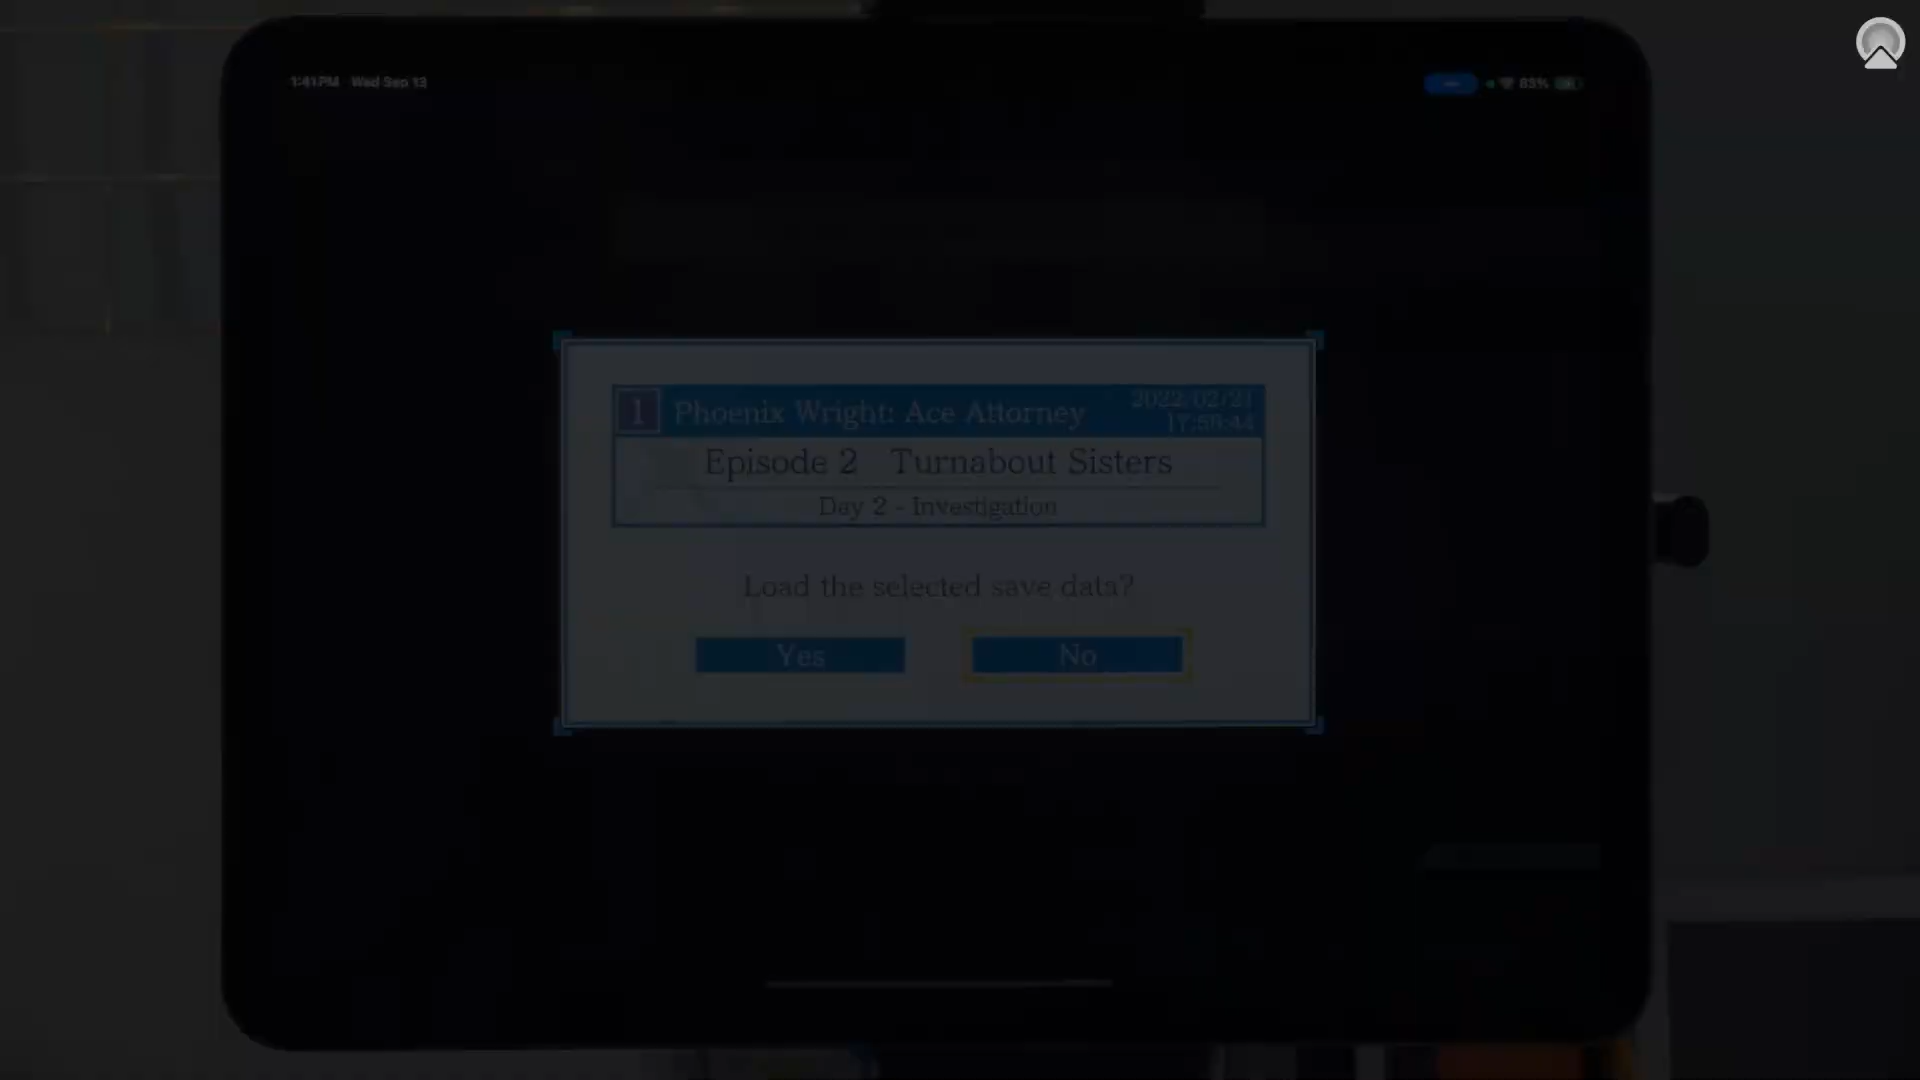 1:41 PM Wed Sep 13
83%
1 Phoenix Wright: Ace Attorney
2022/02/21
17:58:44
Episode 2 Turnabout Sisters
Day 2 - Investigation
Load the selected save data?
Yes No